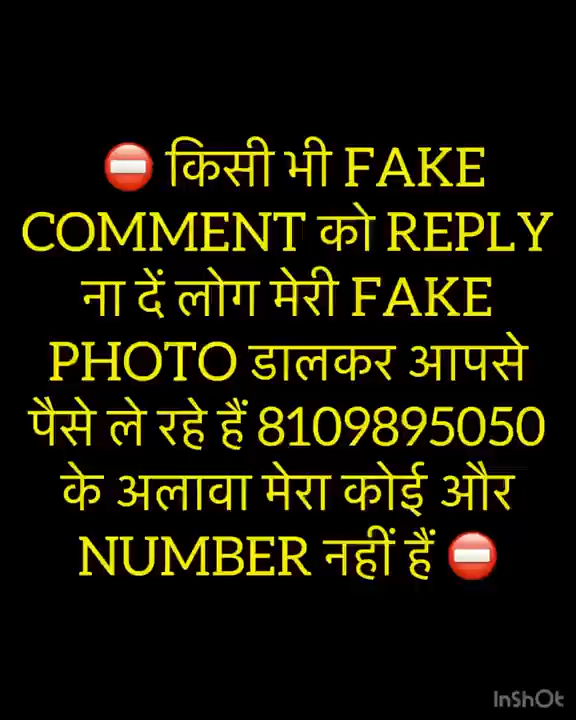 ⛔ किसी भी FAKE
COMMENT को REPLY
ना दें लोग मेरी FAKE
PHOTO डालकर आपसे
पैसे ले रहे हैं 8109895050
के अलावा मेरा कोई और
NUMBER नहीं हैं ⛔
InShOt